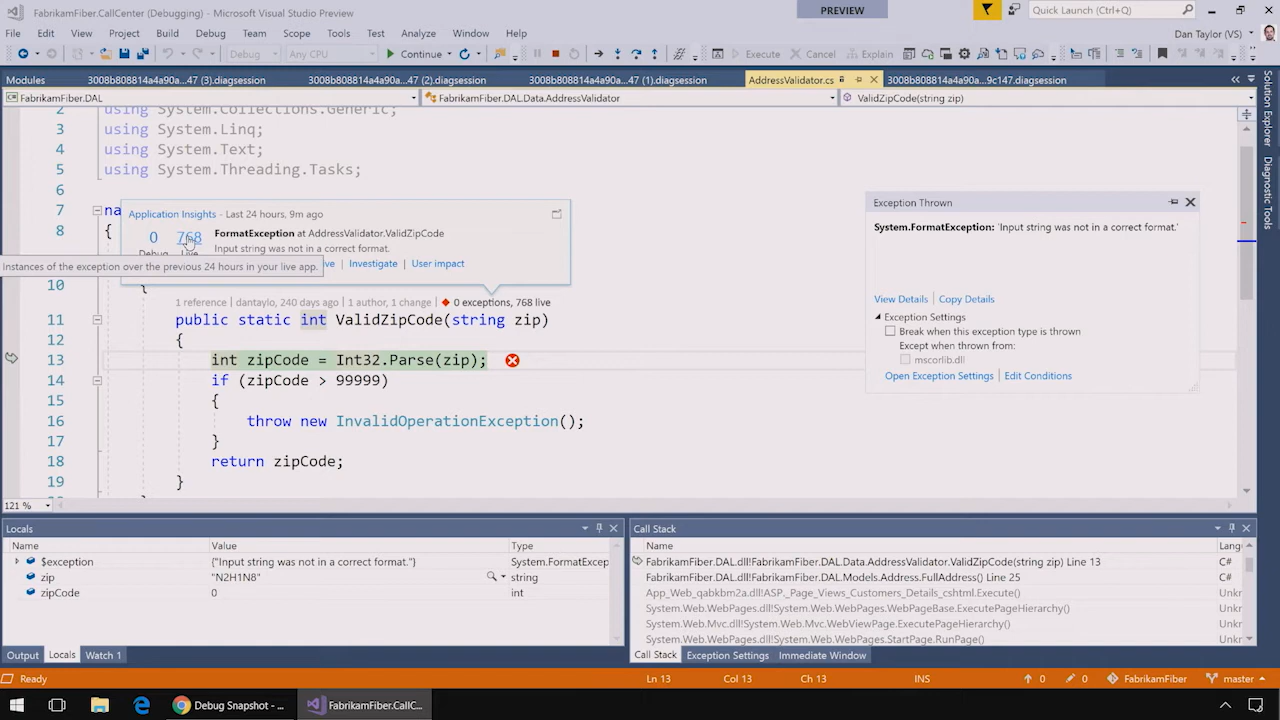 FabrikamFiber.CallCenter (Debugging) - Microsoft Visual Studio Preview
PREVIEW
Quick Launch (Ctrl+Q)
File Edit View Project Build Debug Team Scope Tools Test Analyze Window Help
Dan Taylor (VS)
Debug Any CPU Continue Execute Cancel Explain
Modules 3008b808814a4a90a...47 (3).diagsession 3008b808814a4a90a...47 (2).diagsession 3008b808814a4a90a...47 (1).diagsession AddressValidator.cs 3008b808814a4a90a...9c147.diagsession
FabrikamFiber.DAL FabrikamFiber.DAL.Data.AddressValidator ValidZipCode(string zip)
2 using System.Collections.Generic;
3 using System.Linq;
4 using System.Text;
5 using System.Threading.Tasks;
6
7 na
8 {
Application Insights - Last 24 hours, 9m ago
0 768 FormatException at AddressValidator.ValidZipCode
Debug Live Input string was not in a correct format.
Instances of the exception over the previous 24 hours in your live app.
Investigate User impact
10 {
1 reference | dantaylo, 240 days ago | 1 author, 1 change | 0 exceptions, 768 live
11 public static int ValidZipCode(string zip)
12 {
13 int zipCode = Int32.Parse(zip);
14 if (zipCode > 99999)
15 {
16 throw new InvalidOperationException();
17 }
18 return zipCode;
19 }
Exception Thrown
System.FormatException: 'Input string was not in a correct format.'
View Details | Copy Details
Exception Settings
Break when this exception type is thrown
Except when thrown from:
mscorlib.dll
Open Exception Settings | Edit Conditions
Solution Explorer
Diagnostic Tools
121 %
Locals
Name Value Type
$exception {"Input string was not in a correct format."} System.FormatExcep
zip "N2H1N8" string
zipCode 0 int
Output Locals Watch 1
Call Stack
Name Lang
FabrikamFiber.DAL.dll!FabrikamFiber.DAL.Data.AddressValidator.ValidZipCode(string zip) Line 13 C#
FabrikamFiber.DAL.dll!FabrikamFiber.DAL.Models.Address.FullAddress() Line 25 C#
App_Web_qabkbm2a.dll!ASP._Page_Views_Customers_Details_cshtml.Execute() Unkr
System.Web.WebPages.dll!System.Web.WebPages.WebPageBase.ExecutePageHierarchy() Unkr
System.Web.Mvc.dll!System.Web.Mvc.WebViewPage.ExecutePageHierarchy() Unkr
System.Web.WebPages.dll!System.Web.WebPages.StartPage.RunPage() Unkr
Call Stack Exception Settings Immediate Window
Ready Ln 13 Col 13 Ch 13 INS 0 0 FabrikamFiber master
Debug Snapshot - ... FabrikamFiber.CallC...